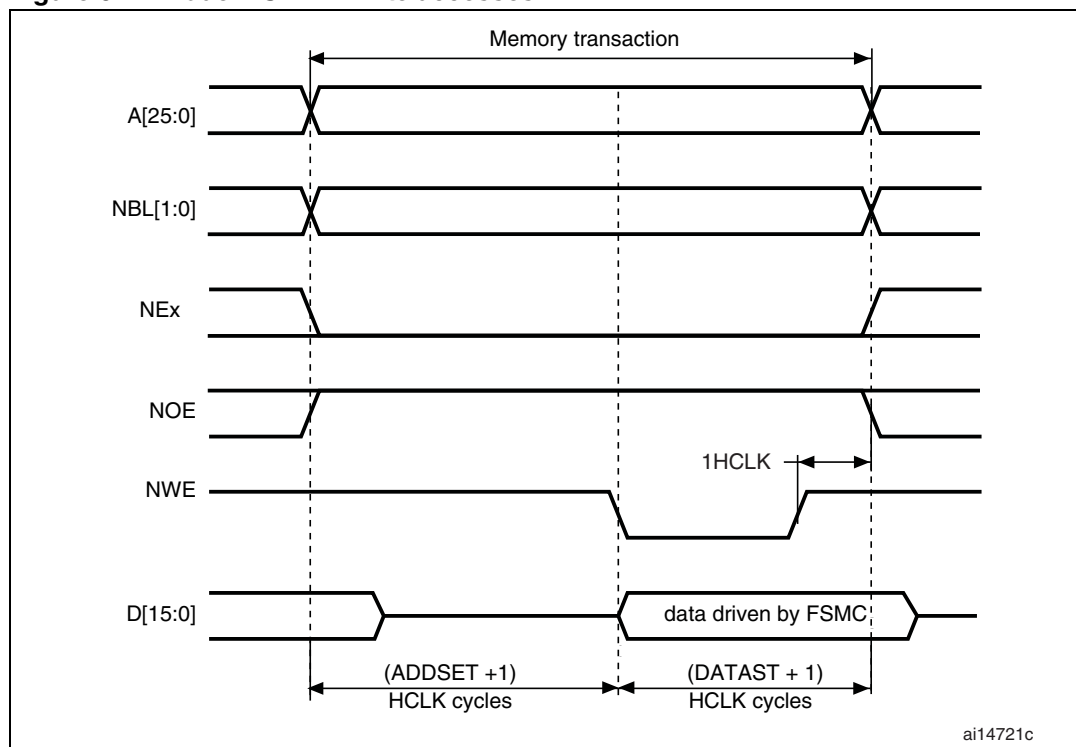 Memory transaction
A[25:0]
NBL[1:0]
NEx
NOE
1HCLK
NWE
D[15:0]
data driven by FSMC
(ADDSET +1)
HCLK cycles
(DATAST + 1)
HCLK cycles
ai14721c